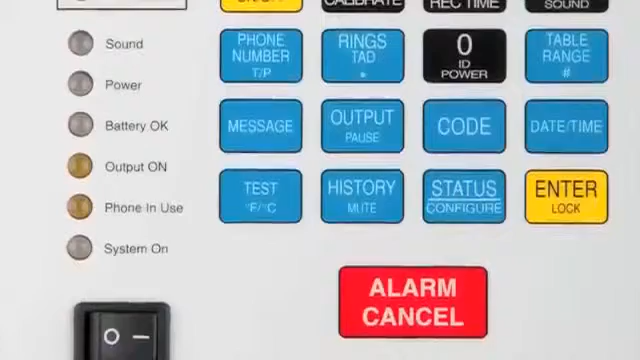 ON/OFF
CALIBRATE
REC TIME
SOUND
Sound
PHONE
NUMBER
T/P
RINGS
TAD
*
0
ID
POWER
TABLE
RANGE
#
Power
Battery OK
MESSAGE
OUTPUT
PAUSE
CODE
DATE/TIME
Output ON
TEST
°F/°C
HISTORY
MUTE
STATUS
CONFIGURE
ENTER
LOCK
Phone In Use
System On
ALARM
CANCEL
O —